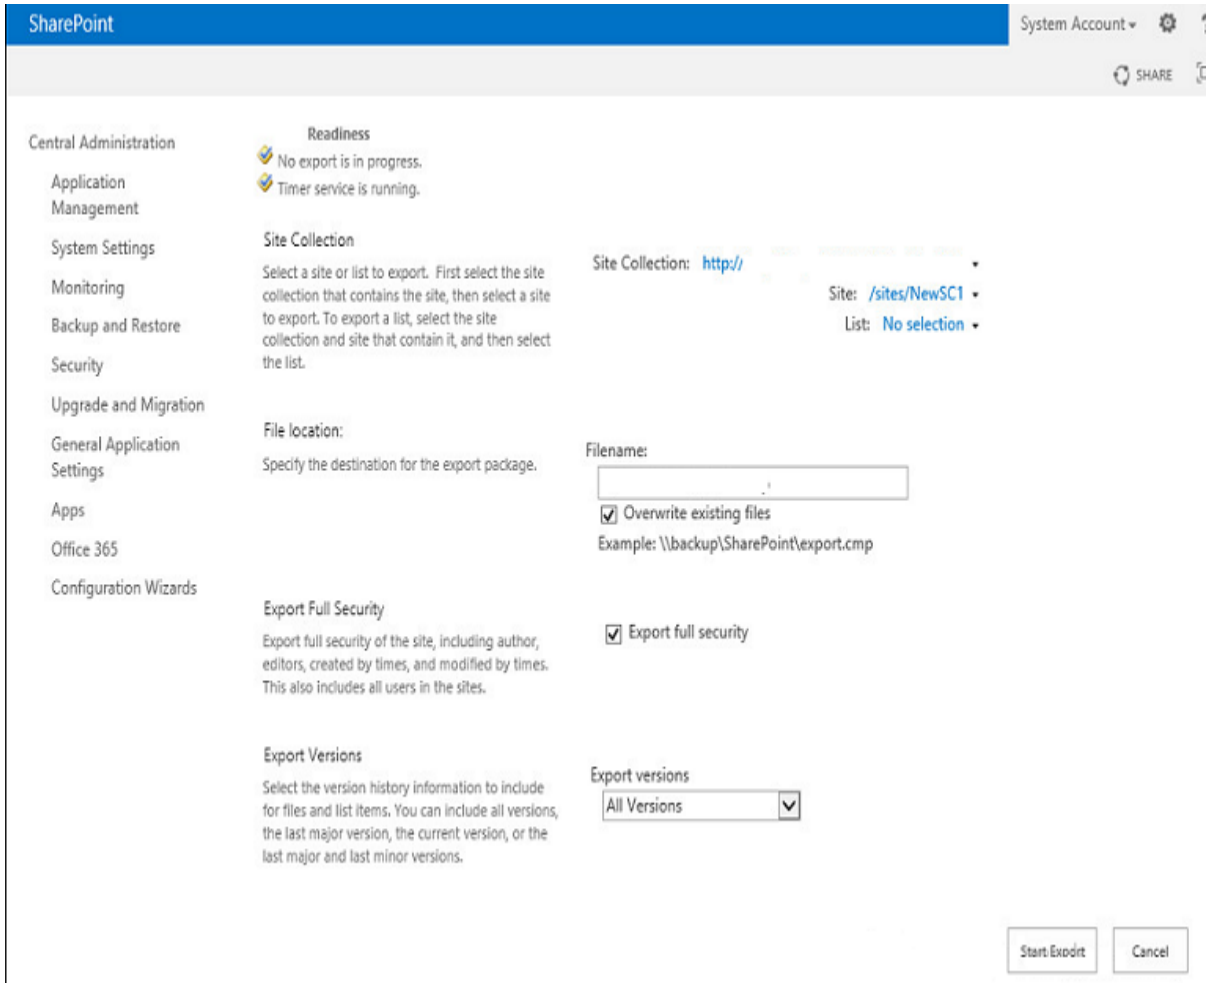 SharePoint
System Account
SHARE
Central Administration
Application
Management
System Settings
Monitoring
Backup and Restore
Security
Upgrade and Migration
General Application
Settings
Apps
Office 365
Configuration Wizards
Readiness
No export is in progress.
Timer service is running.
Site Collection
Select a site or list to export. First select the site
collection that contains the site, then select a site
to export. To export a list, select the site
collection and site that contain it, and then select
the list.
Site Collection: http://
Site: /sites/NewSC1
List: No selection
File location:
Specify the destination for the export package.
Filename:
Overwrite existing files
Example: \\backup\SharePoint\export.cmp
Export Full Security
Export full security of the site, including author,
editors, created by times, and modified by times.
This also includes all users in the sites.
Export full security
Export Versions
Select the version history information to include
for files and list items. You can include all versions,
the last major version, the current version, or the
last major and last minor versions.
Export versions
All Versions
Start Export
Cancel